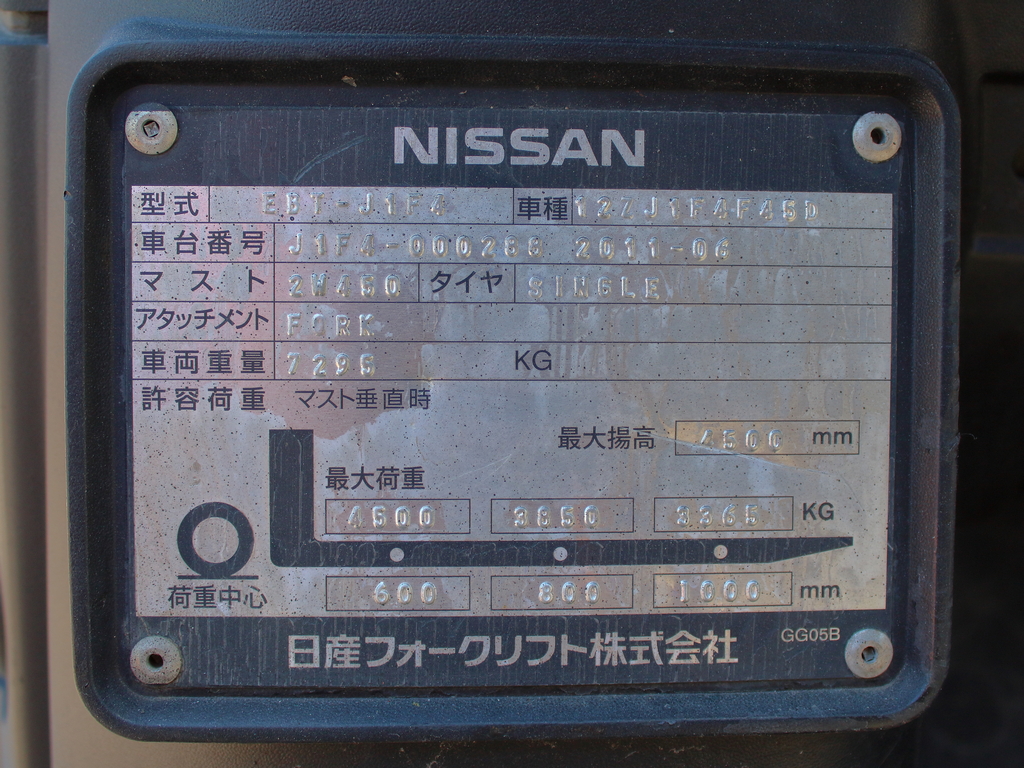 NISSAN
型式 EBT-J1F4 車種 1ZZJ1F4F45D
車台番号 J1F4-000288 2011-06
マスト 2W450 タイヤ SINGLE
アタッチメント FORK
車両重量 7295 KG
許容荷重 マスト垂直時
最大揚高 4500 mm
最大荷重
4500 3850 3365 KG
荷重中心 600 800 1000 mm
日産フォークリフト株式会社 GG05B